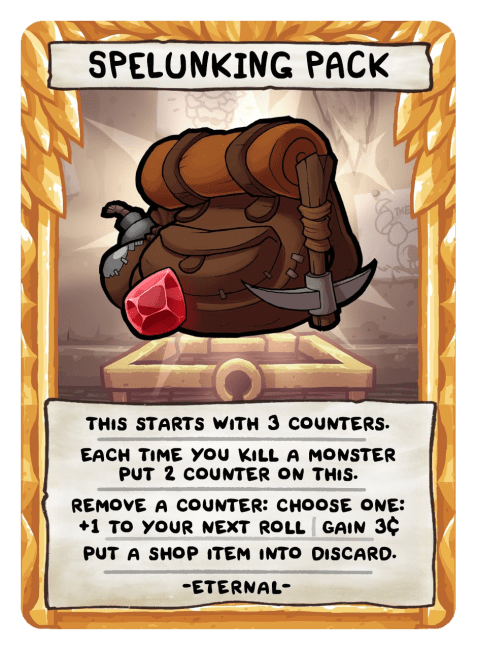 SPELUNKING PACK
THIS STARTS WITH 3 COUNTERS.
EACH TIME YOU KILL A MONSTER
PUT 2 COUNTER ON THIS.
REMOVE A COUNTER: CHOOSE ONE:
+1 TO YOUR NEXT ROLL | GAIN 3¢
PUT A SHOP ITEM INTO DISCARD.
-ETERNAL-